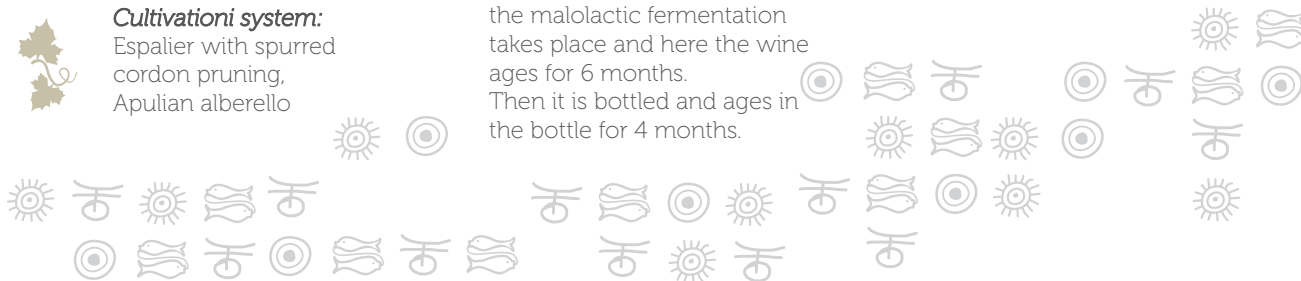 Cultivationi system:
Espalier with spurred
cordon pruning,
Apulian alberello
the malolactic fermentation
takes place and here the wine
ages for 6 months.
Then it is bottled and ages in
the bottle for 4 months.